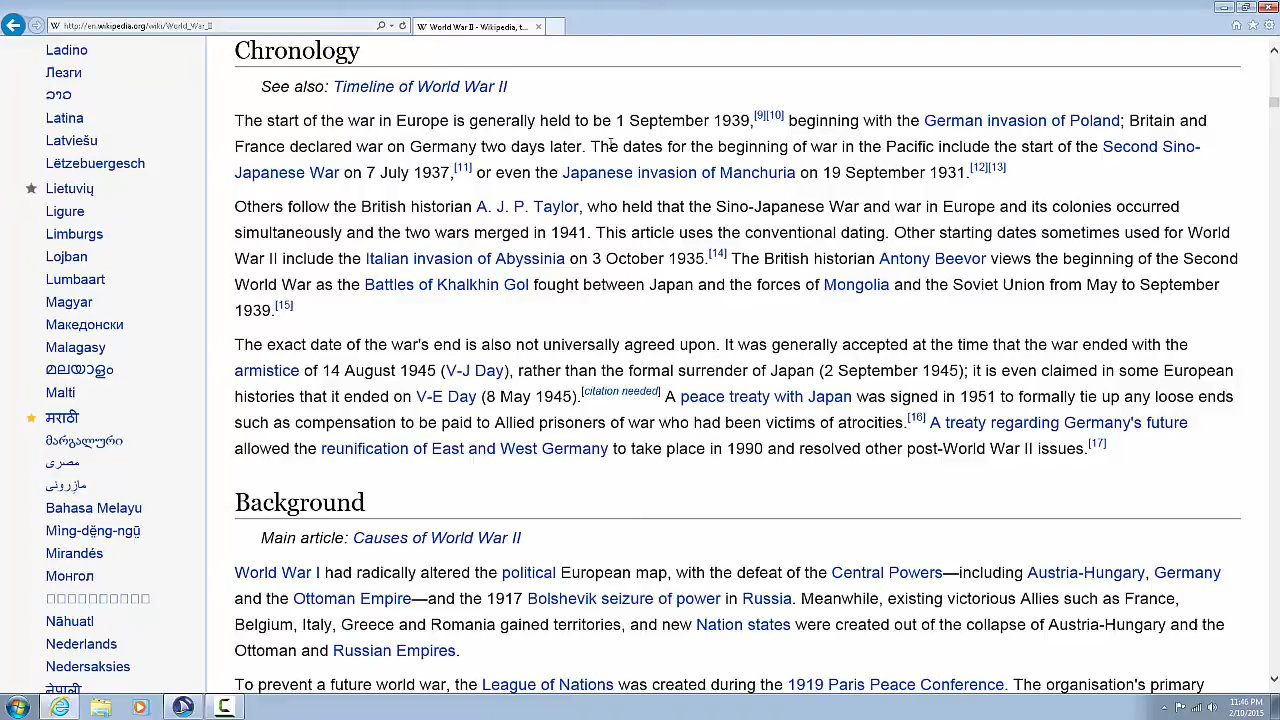 http://en.wikipedia.org/wiki/World_War_II
World War II - Wikipedia, t...
Ladino
Лезги
ລາວ
Latina
Latviešu
Lëtzebuergesch
Lietuvių
Ligure
Limburgs
Lojban
Lumbaart
Magyar
Македонски
Malagasy
മലയാളം
Malti
मराठी
მარგალური
مصرى
مازِرونی
Bahasa Melayu
Mìng-dĕ̤ng-ngṳ̄
Mirandés
Монгол
Nāhuatl
Nederlands
Nedersaksies
नेपाली
Chronology
See also: Timeline of World War II
The start of the war in Europe is generally held to be 1 September 1939,[9][10] beginning with the German invasion of Poland; Britain and
France declared war on Germany two days later. The dates for the beginning of war in the Pacific include the start of the Second Sino-
Japanese War on 7 July 1937,[11] or even the Japanese invasion of Manchuria on 19 September 1931.[12][13]
Others follow the British historian A. J. P. Taylor, who held that the Sino-Japanese War and war in Europe and its colonies occurred
simultaneously and the two wars merged in 1941. This article uses the conventional dating. Other starting dates sometimes used for World
War II include the Italian invasion of Abyssinia on 3 October 1935.[14] The British historian Antony Beevor views the beginning of the Second
World War as the Battles of Khalkhin Gol fought between Japan and the forces of Mongolia and the Soviet Union from May to September
1939.[15]
The exact date of the war's end is also not universally agreed upon. It was generally accepted at the time that the war ended with the
armistice of 14 August 1945 (V-J Day), rather than the formal surrender of Japan (2 September 1945); it is even claimed in some European
histories that it ended on V-E Day (8 May 1945).[citation needed] A peace treaty with Japan was signed in 1951 to formally tie up any loose ends
such as compensation to be paid to Allied prisoners of war who had been victims of atrocities.[16] A treaty regarding Germany's future
allowed the reunification of East and West Germany to take place in 1990 and resolved other post-World War II issues.[17]
Background
Main article: Causes of World War II
World War I had radically altered the political European map, with the defeat of the Central Powers—including Austria-Hungary, Germany
and the Ottoman Empire—and the 1917 Bolshevik seizure of power in Russia. Meanwhile, existing victorious Allies such as France,
Belgium, Italy, Greece and Romania gained territories, and new Nation states were created out of the collapse of Austria-Hungary and the
Ottoman and Russian Empires.
To prevent a future world war, the League of Nations was created during the 1919 Paris Peace Conference. The organisation's primary
11:46 PM
2/10/2015